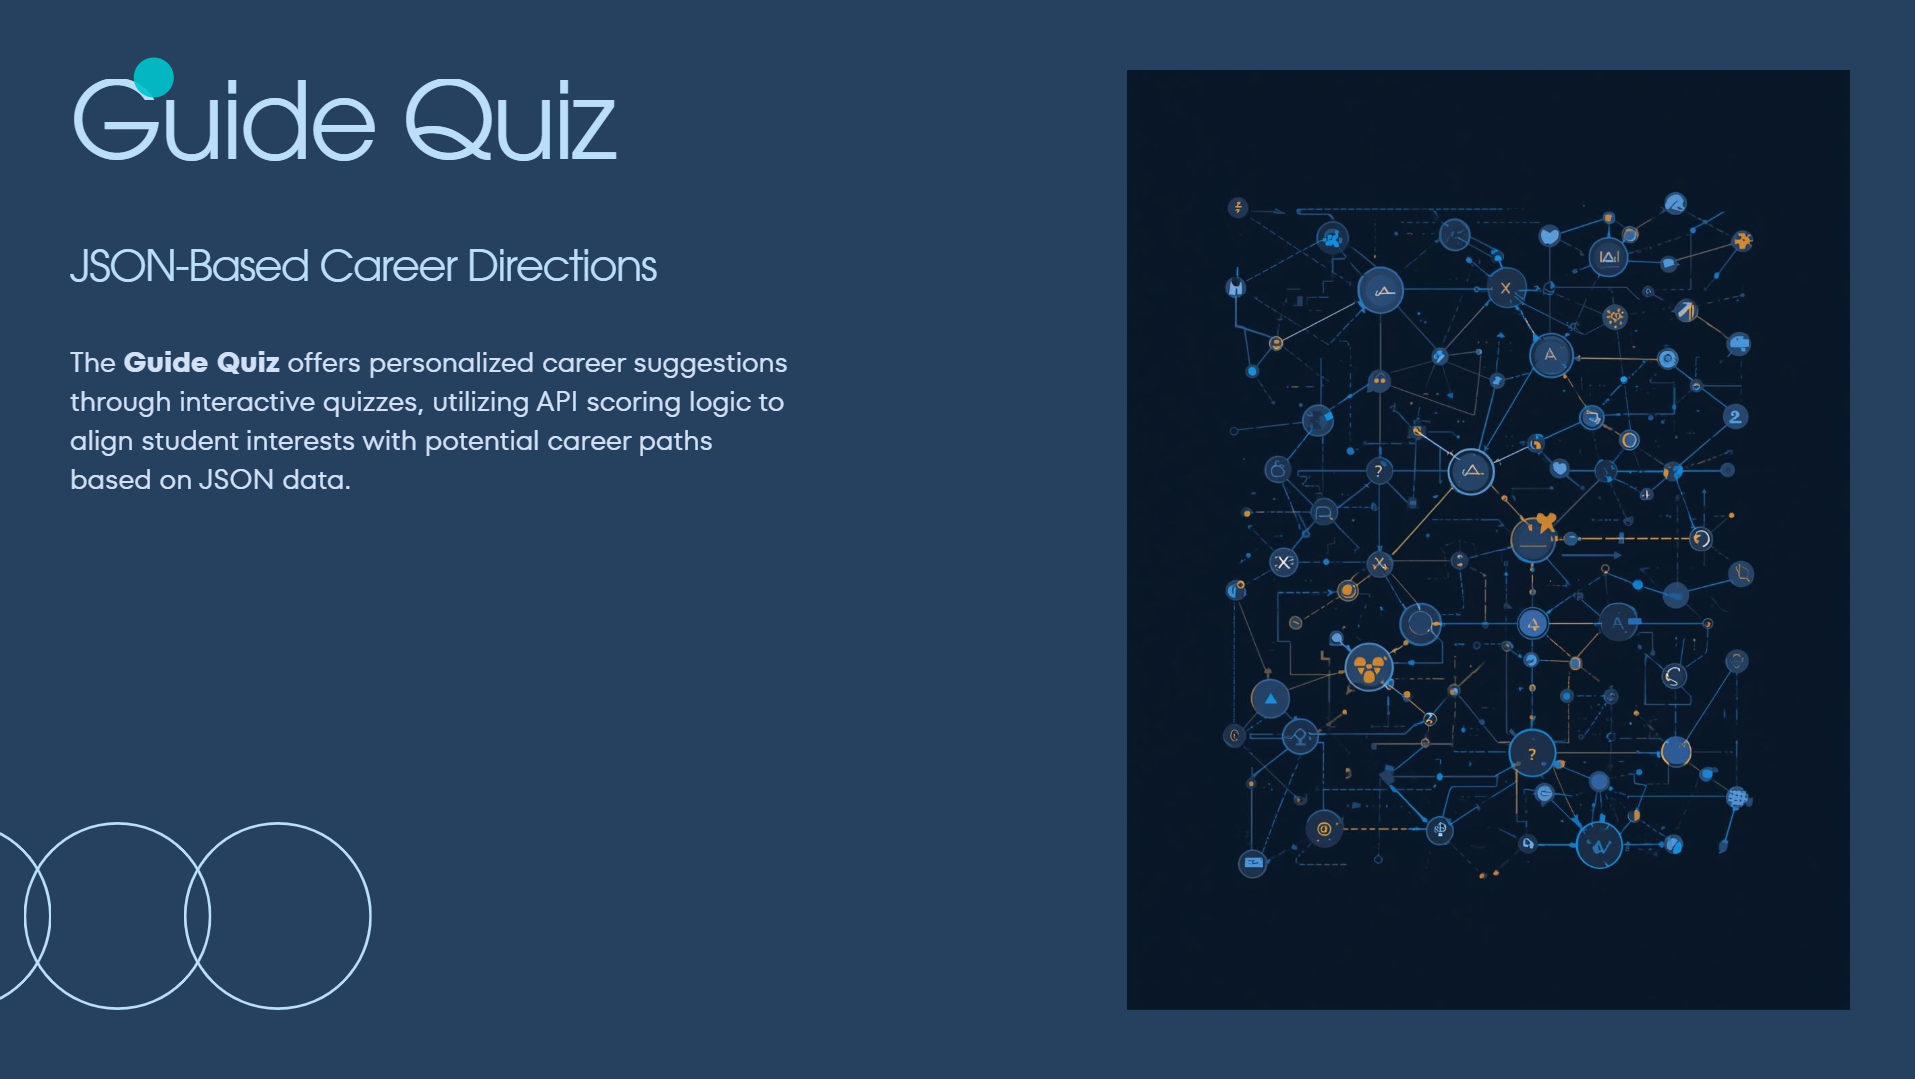 Guide Quiz
JSON-Based Career Directions
The Guide Quiz offers personalized career suggestions
through interactive quizzes, utilizing API scoring logic to
align student interests with potential career paths
based on JSON data.